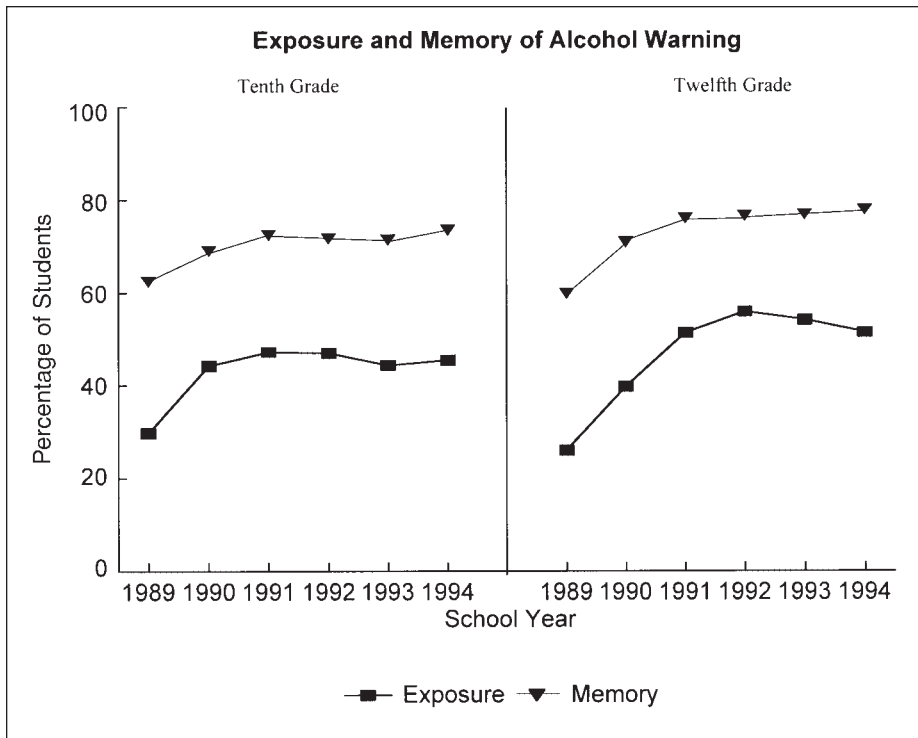 Exposure and Memory of Alcohol Warning
Tenth Grade
Twelfth Grade
Percentage of Students
100
80
60
40
20
0
1989 1990 1991 1992 1993 1994
1989 1990 1991 1992 1993 1994
School Year
Exposure
Memory